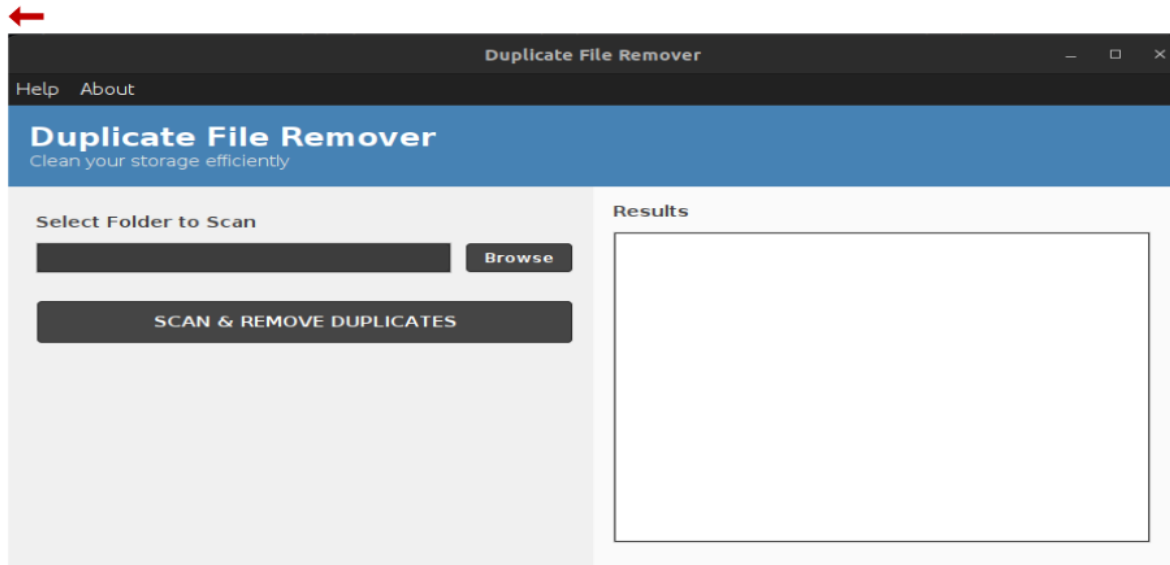 Duplicate File Remover
Help About
Duplicate File Remover
Clean your storage efficiently
Select Folder to Scan
Browse
SCAN & REMOVE DUPLICATES
Results